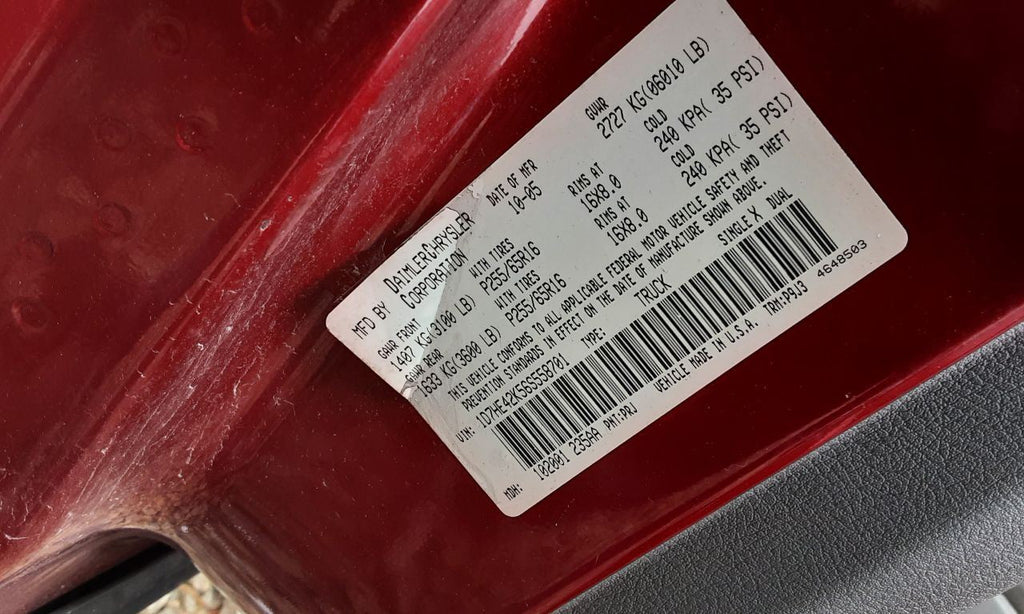 MFD BY DAIMLERCHRYSLER CORPORATION DATE OF MFR 10-05 GVWR 2727 KG(06010 LB)
GAWR FRONT WITH TIRES RIMS AT COLD
1407 KG(3100 LB) P255/65R16 16X8.0 240 KPA( 35 PSI)
GAWR REAR WITH TIRES RIMS AT COLD
1633 KG(3600 LB) P255/65R16 16X8.0 240 KPA( 35 PSI)
THIS VEHICLE CONFORMS TO ALL APPLICABLE FEDERAL MOTOR VEHICLE SAFETY AND THEFT
PREVENTION STANDARDS IN EFFECT ON THE DATE OF MANUFACTURE SHOWN ABOVE.
VIN: 1D7HE42K56S558701 TYPE: TRUCK SINGLE X DUAL
MDH: 102001 235AA PNT:PRJ VEHICLE MADE IN U.S.A. TRM:P9J3 4648503